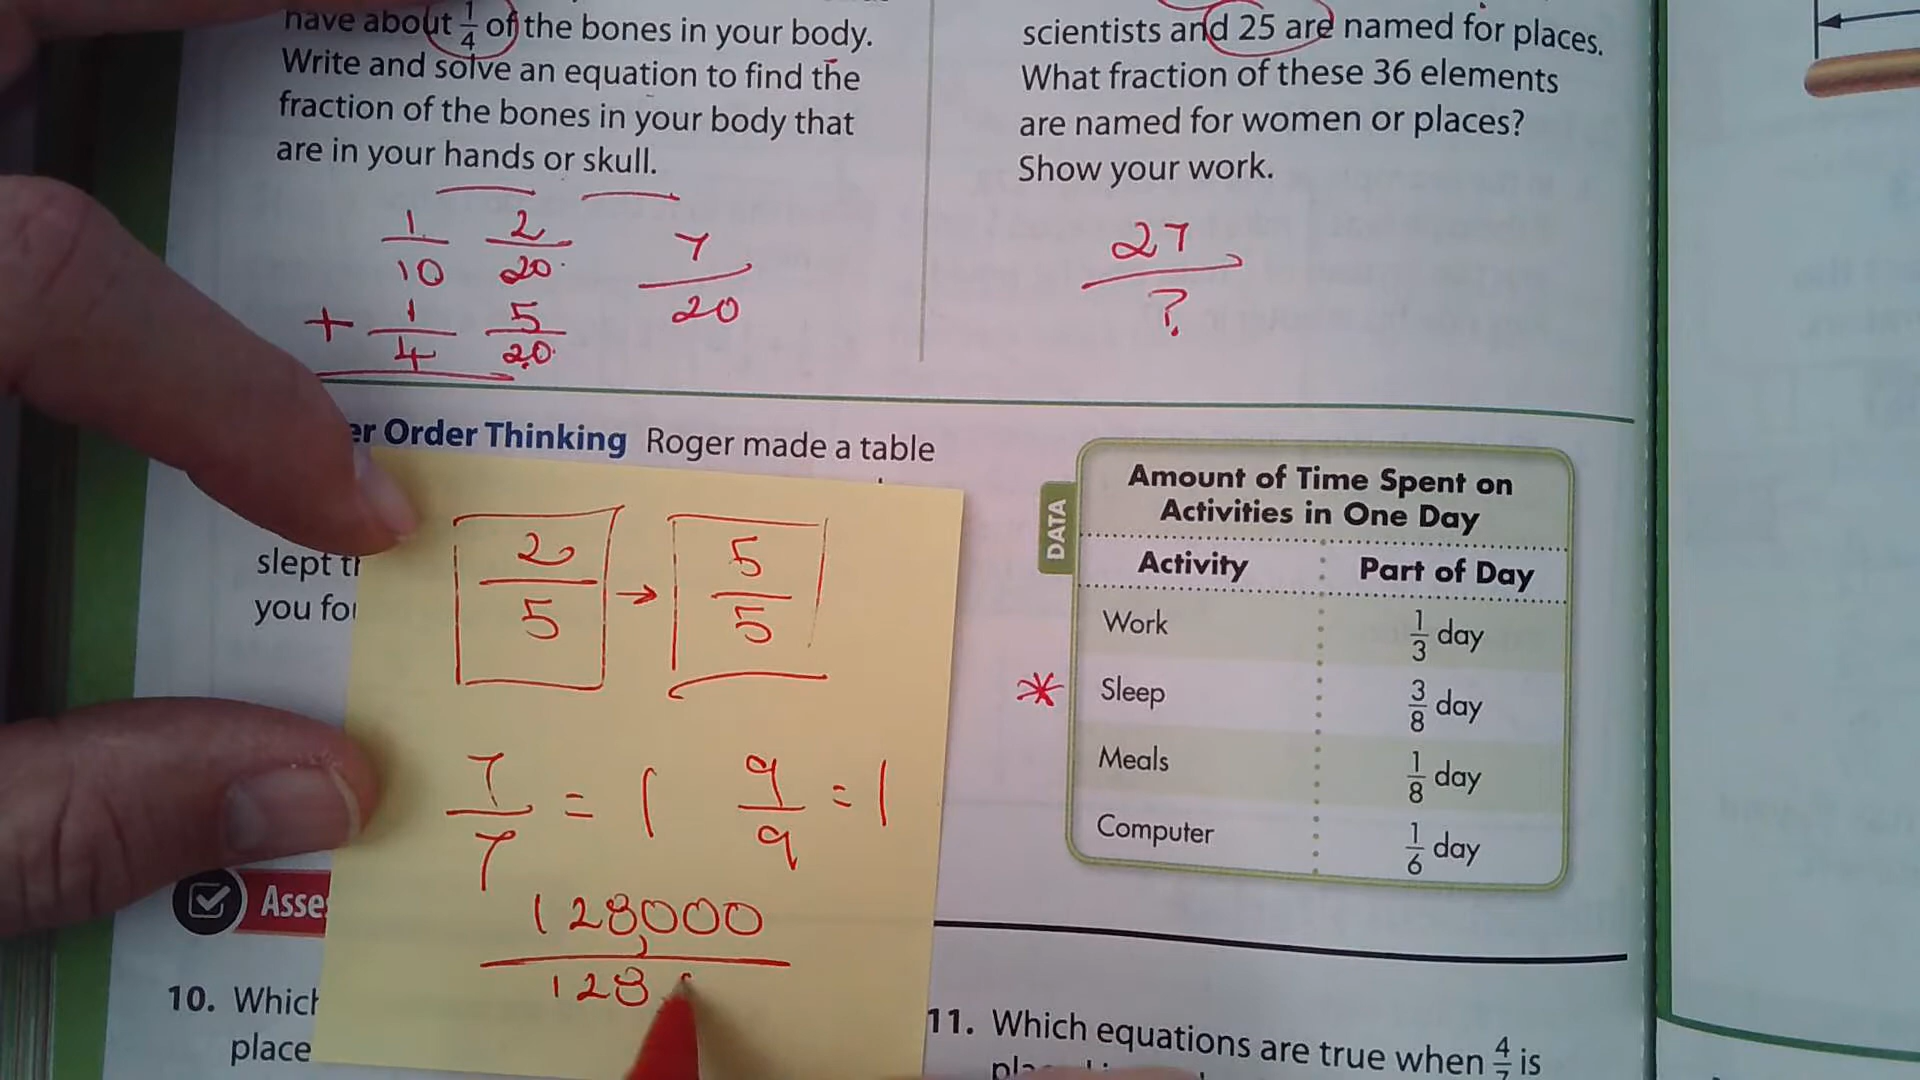 have about 1/4 of the bones in your body.
Write and solve an equation to find the
fraction of the bones in your body that
are in your hands or skull.
1/10 2/20 7/20
+ 1/4 5/20
scientists and 25 are named for places.
What fraction of these 36 elements
are named for women or places?
Show your work.
27/?
er Order Thinking Roger made a table
slept
you
2/5 → 5/5
7/7 = 1 9/9 = 1
128,000
128
DATA
Amount of Time Spent on
Activities in One Day
Activity Part of Day
Work 1/3 day
* Sleep 3/8 day
Meals 1/8 day
Computer 1/6 day
Asse
10. Which
place
11. Which equations are true when 4/7 is